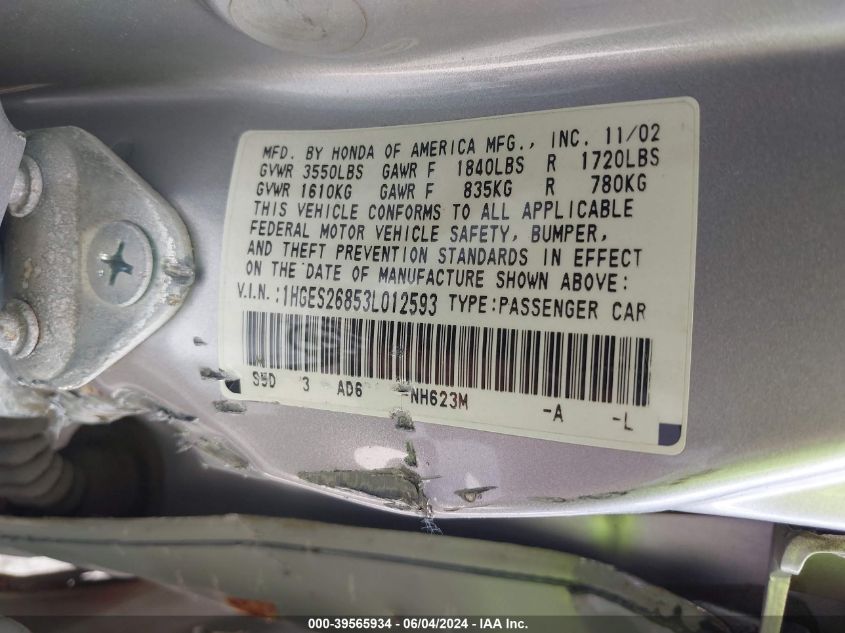 MFD. BY HONDA OF AMERICA MFG., INC. 11/02
GVWR 3550LBS GAWR F 1840LBS R 1720LBS
GVWR 1610KG GAWR F 835KG R 780KG
THIS VEHICLE CONFORMS TO ALL APPLICABLE
FEDERAL MOTOR VEHICLE SAFETY, BUMPER,
AND THEFT PREVENTION STANDARDS IN EFFECT
ON THE DATE OF MANUFACTURE SHOWN ABOVE:
V.I.N.:1HGES26853L012593 TYPE:PASSENGER CAR
S5D 3 AD6 -NH623M -A -L
000-39565934 - 06/04/2024 - IAA Inc.